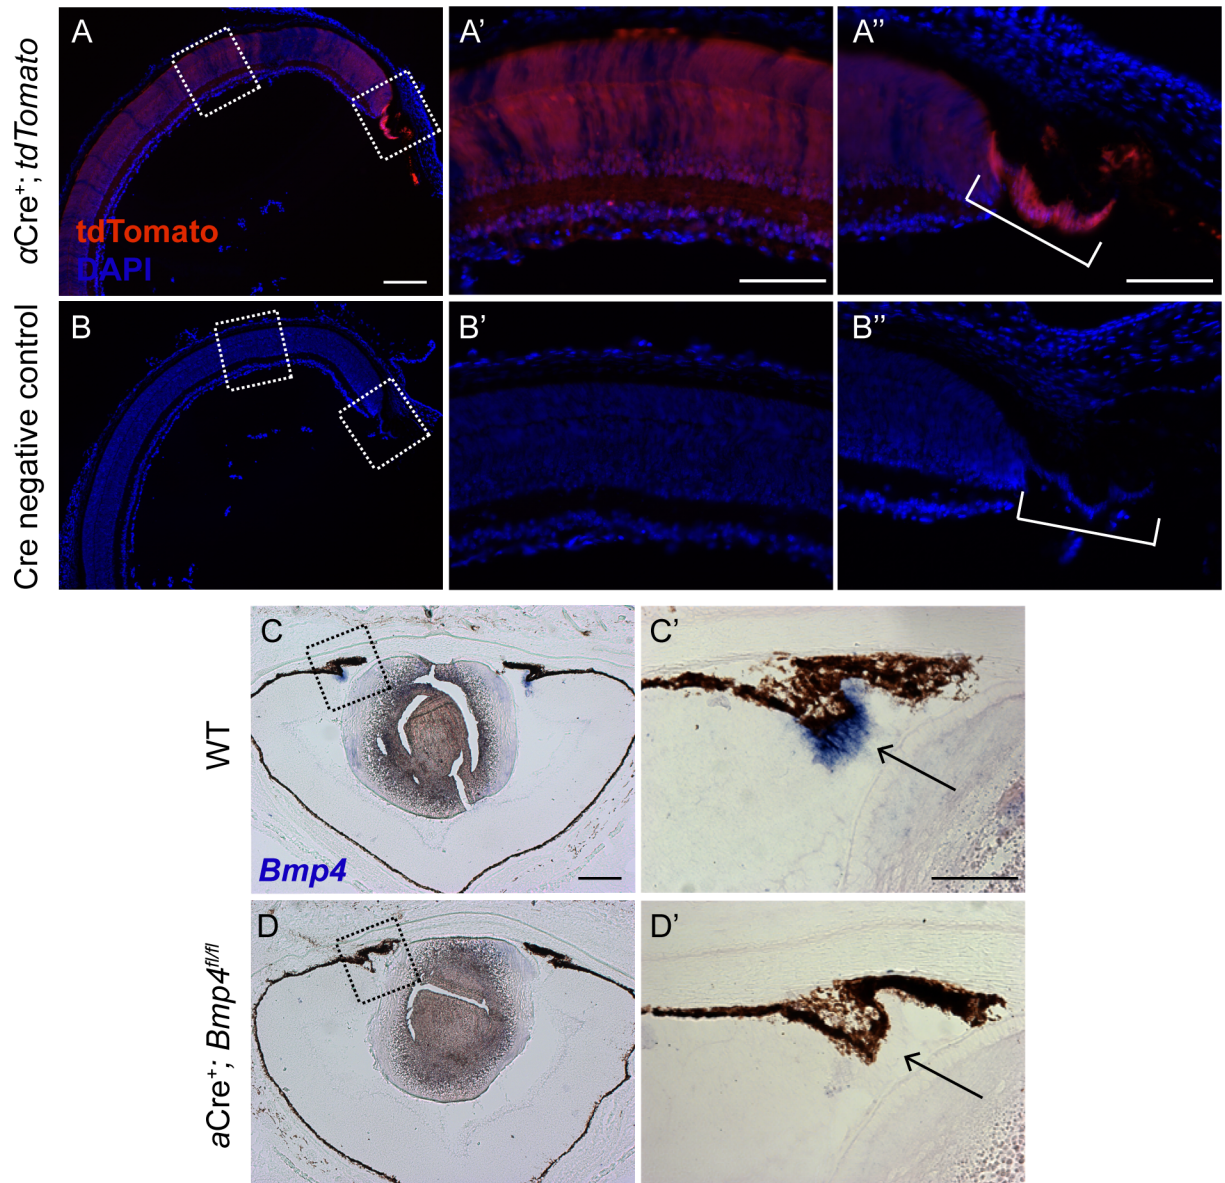 αCre+; tdTomato
A
A’
A’’
tdTomato
DAPI
Cre negative control
B
B’
B’’
WT
C
C’
Bmp4
aCre+; Bmp4fl/fl
D
D’